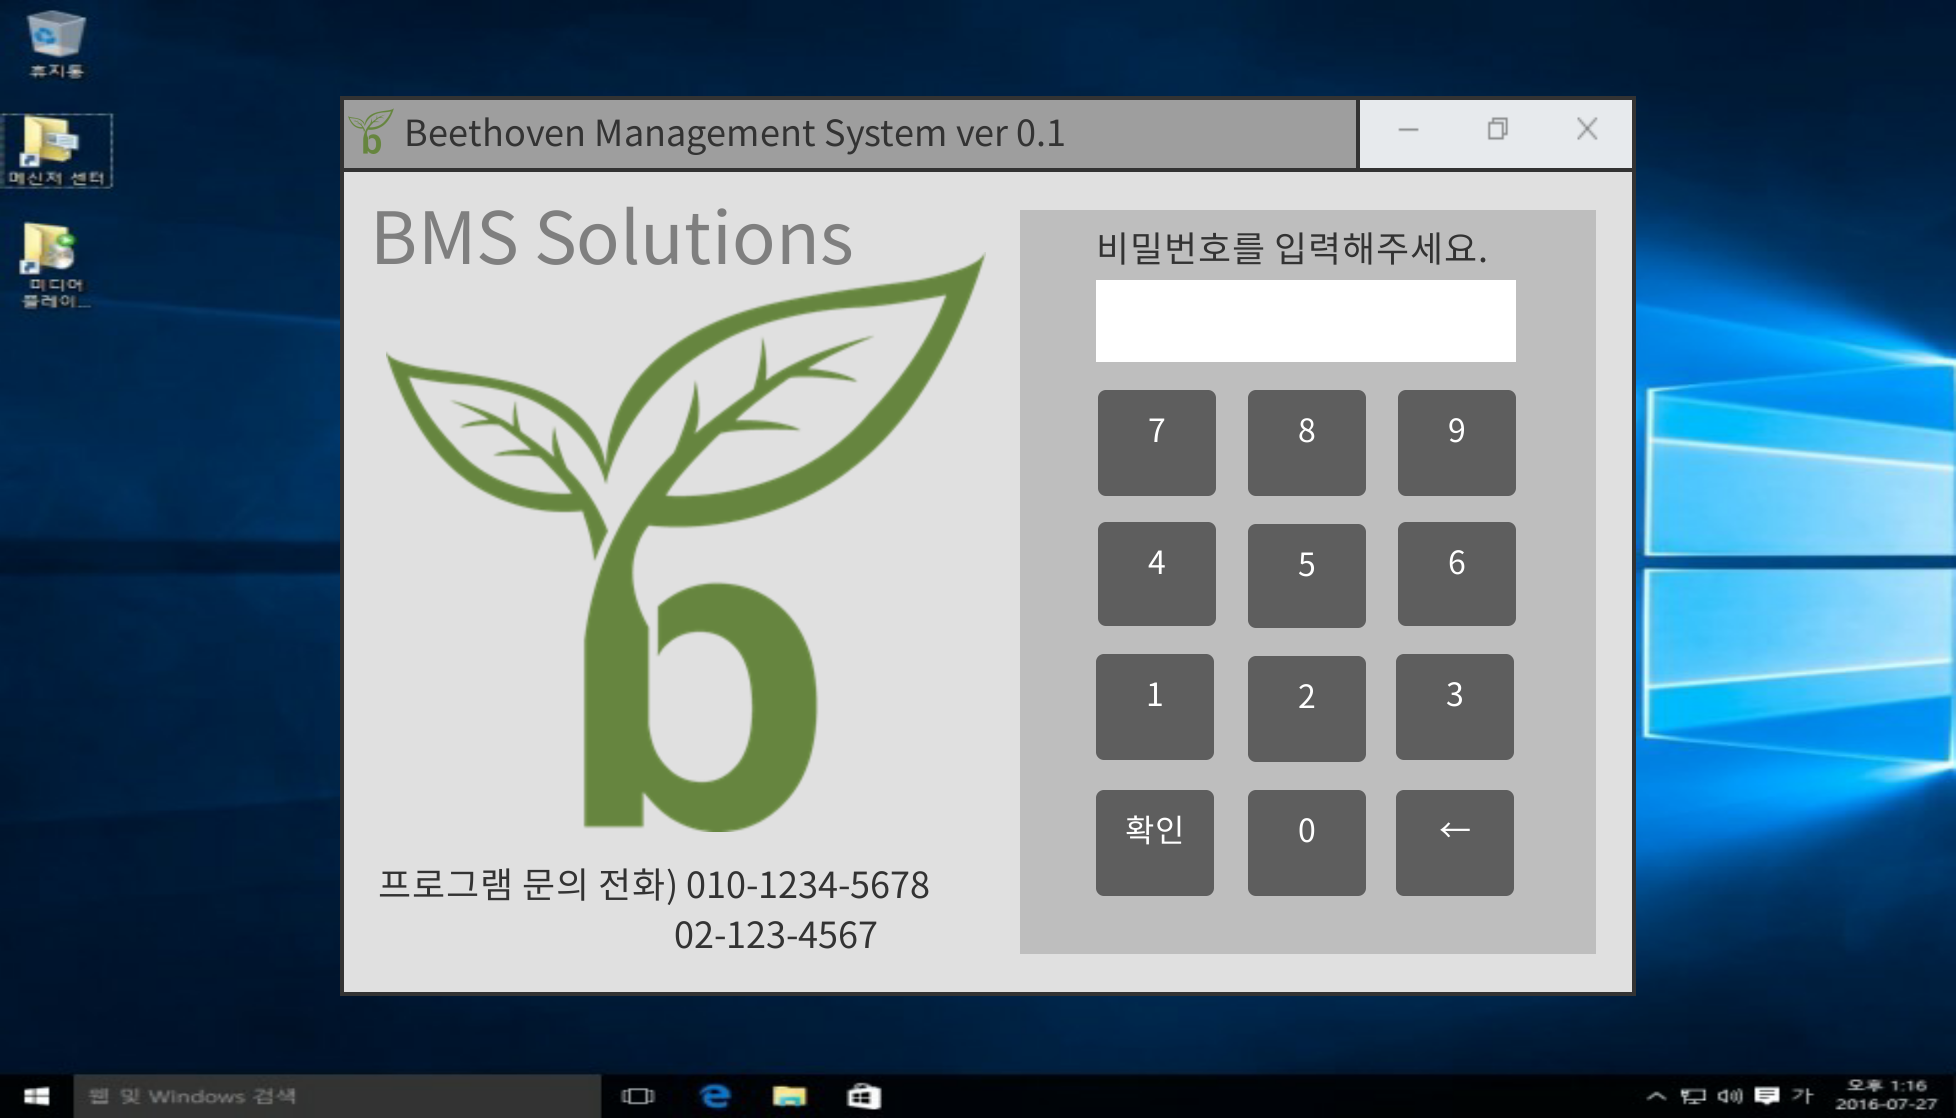 휴지통
메신저 센터
미디어
플레이...
Beethoven Management System ver 0.1
BMS Solutions
b
프로그램 문의 전화) 010-1234-5678
02-123-4567
비밀번호를 입력해주세요.
7 8 9
4 5 6
1 2 3
확인 0 ←
웹 및 Windows 검색
가
오후 1:16
2016-07-27